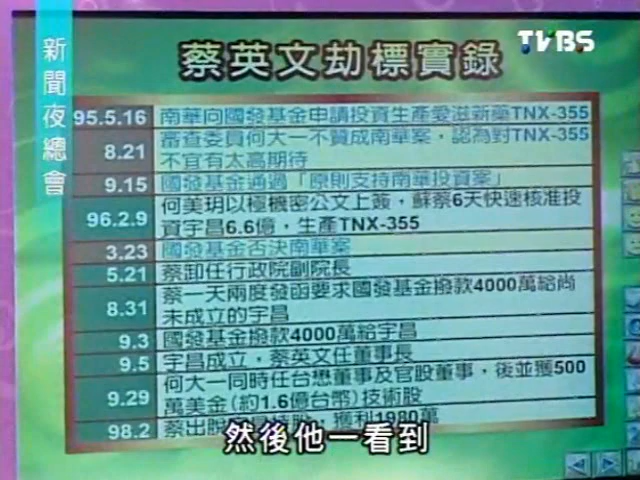 TVBS
新聞夜總會
蔡英文劫標實錄
95.5.16 南華向國發基金申請投資生產愛滋新藥TNX-355
8.21 審查委員何大一不贊成南華案，認為對TNX-355
不宜有太高期待
9.15 國發基金通過「原則支持南華投資案」
96.2.9 何美玥以極機密公文上簽，蘇蔡6天快速核准投
資宇昌6.6億，生產TNX-355
3.23 國發基金否決南華案
5.21 蔡卸任行政院副院長
8.31 蔡一天兩度發函要求國發基金撥款4000萬給尚
未成立的宇昌
9.3 國發基金撥款4000萬給宇昌
9.5 宇昌成立，蔡英文任董事長
9.29 何大一同時任台懋董事及官股董事，後並獲500
萬美金(約1.6億台幣)技術股
98.2 蔡出脫 持股，獲利1980萬
然後他一看到